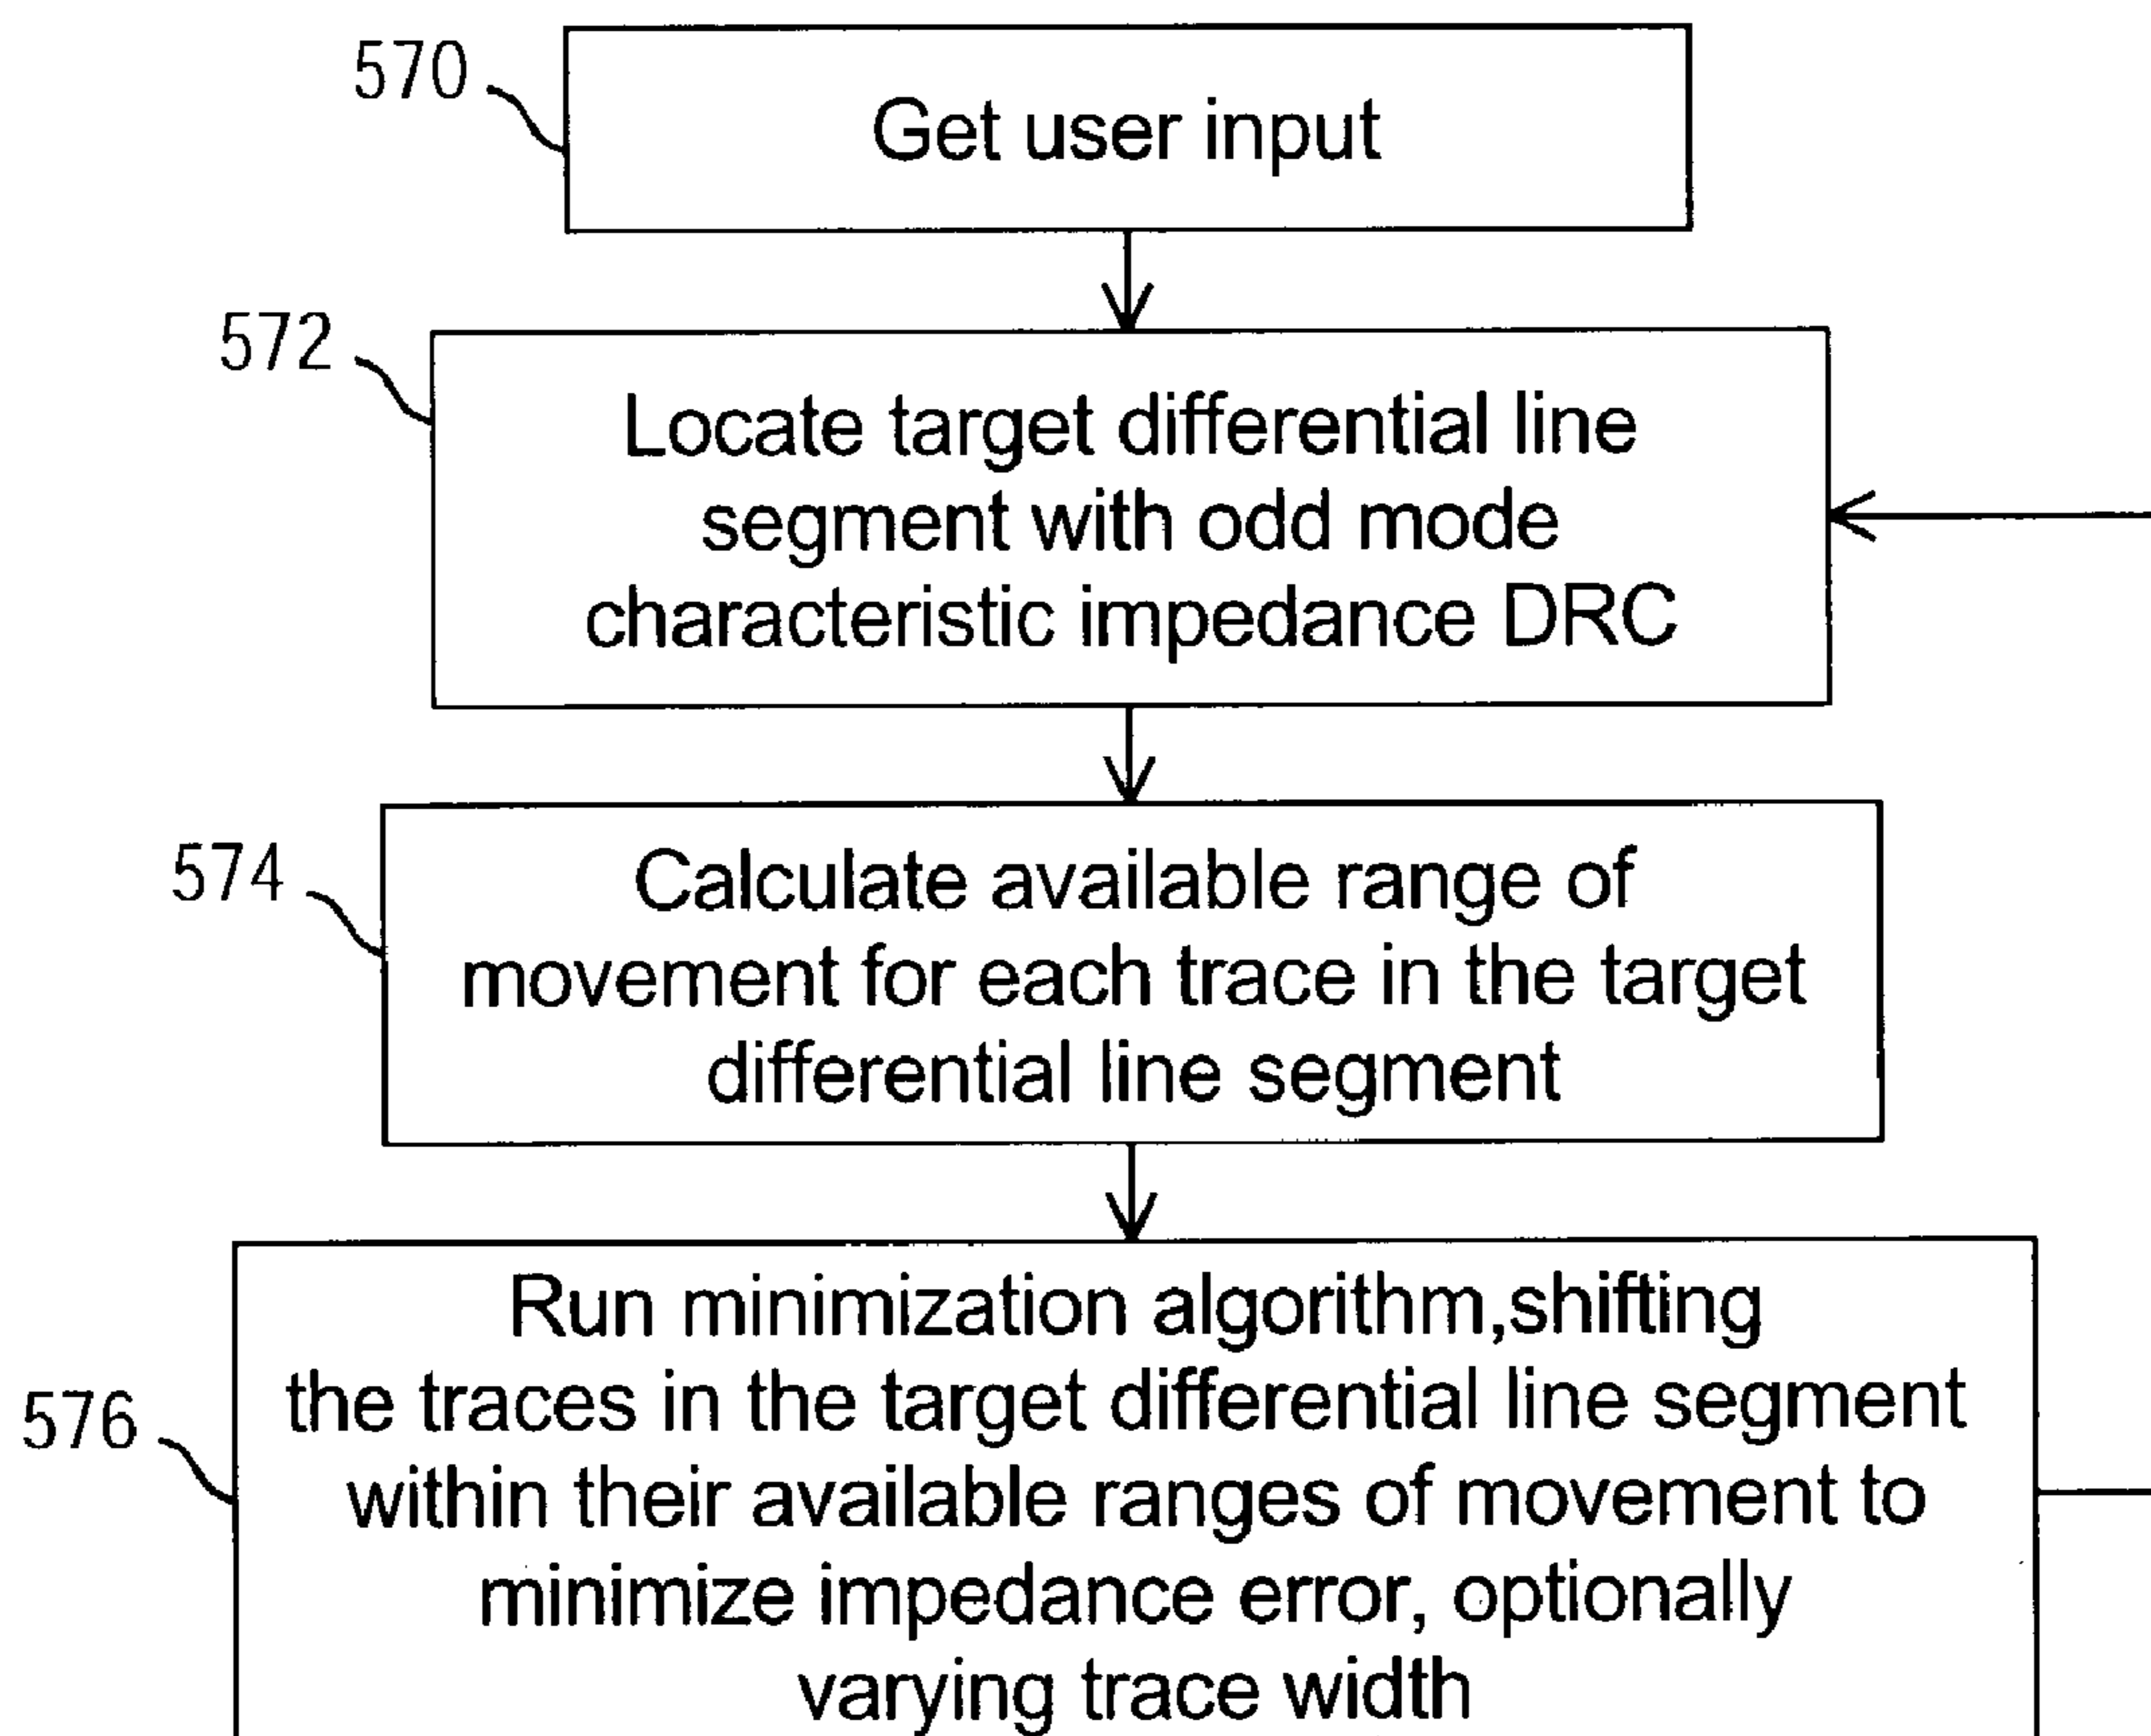 570
Get user input
572
Locate target differential line
segment with odd mode
characteristic impedance DRC
574
Calculate available range of
movement for each trace in the target
differential line segment
Run minimization algorithm,shifting
the traces in the target differential line segment
576
within their available ranges of movement to
minimize impedance error, optionally
varying trace width